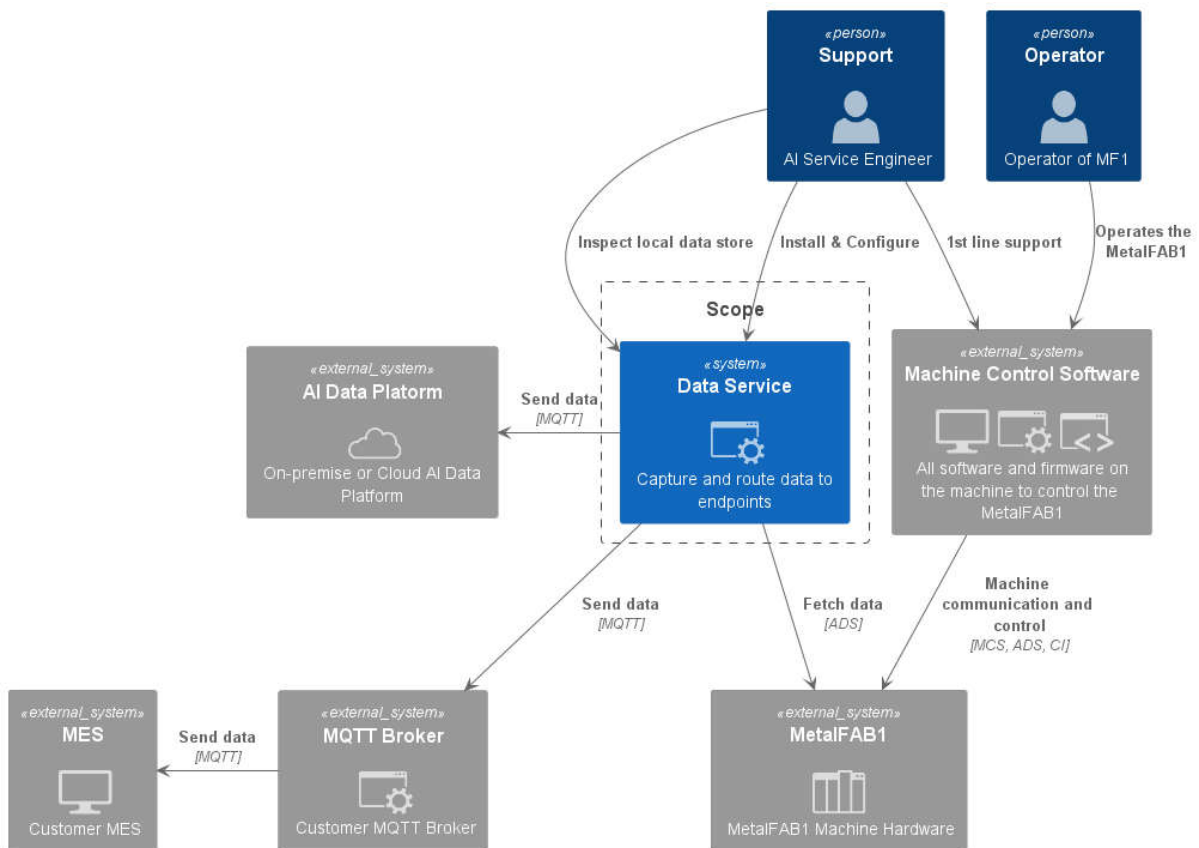 «person»
Support
AI Service Engineer
«person»
Operator
Operator of MF1
Inspect local data store
Install & Configure
1st line support
Operates the
MetalFAB1
Scope
«external_system»
AI Data Platorm
On-premise or Cloud AI Data
Platform
Send data
[MQTT]
«system»
Data Service
Capture and route data to
endpoints
«external_system»
Machine Control Software
All software and firmware on
the machine to control the
MetalFAB1
Send data
[MQTT]
Fetch data
[ADS]
Machine
communication and
control
[MCS, ADS, CI]
«external_system»
MES
Customer MES
Send data
[MQTT]
«external_system»
MQTT Broker
Customer MQTT Broker
«external_system»
MetalFAB1
MetalFAB1 Machine Hardware